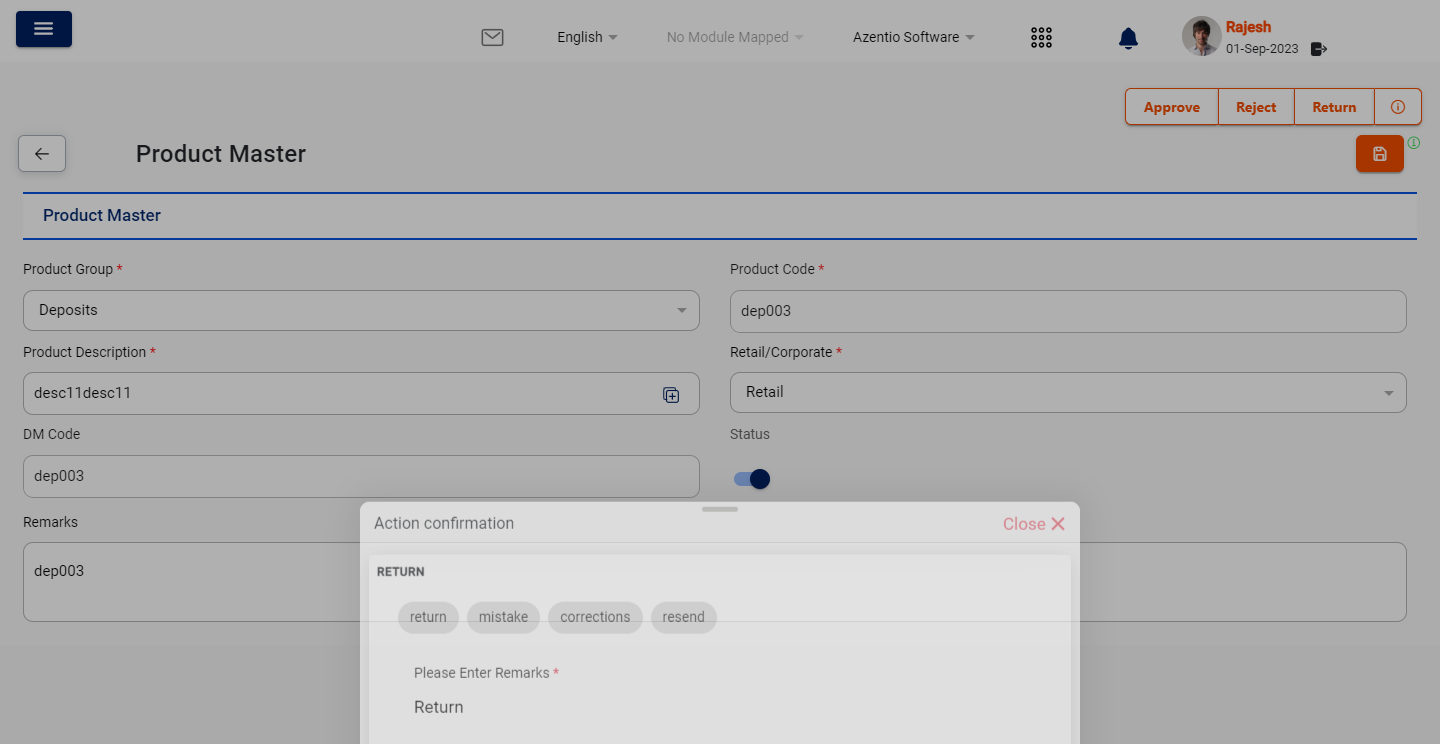 English
No Module Mapped
Azentio Software
Rajesh
01-Sep-2023
Approve
Reject
Return
Product Master
Product Master
Product Group *
Product Code *
Deposits
dep003
Product Description *
Retail/Corporate *
desc11desc11
Retail
DM Code
Status
dep003
Remarks
dep003
Action confirmation
Close
RETURN
return
mistake
corrections
resend
Please Enter Remarks *
Return